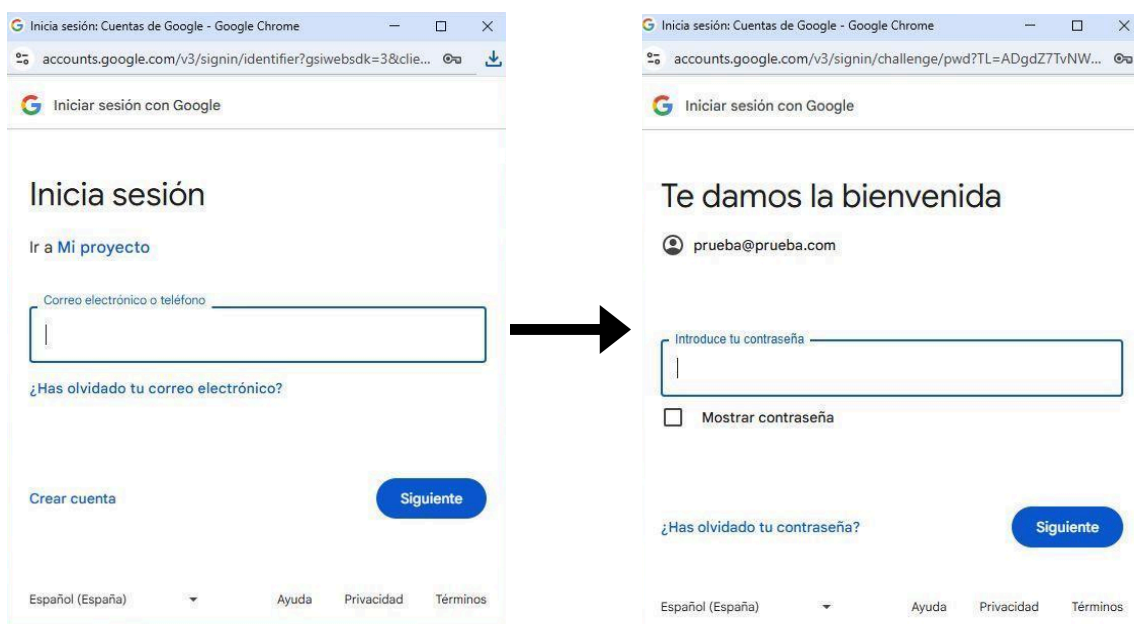 Inicia sesión: Cuentas de Google - Google Chrome
accounts.google.com/v3/signin/identifier?gsiwebsdk=3&clie...
Iniciar sesión con Google
Inicia sesión
Ir a Mi proyecto
Correo electrónico o teléfono
¿Has olvidado tu correo electrónico?
Crear cuenta
Siguiente
Español (España)
Ayuda
Privacidad
Términos
Inicia sesión: Cuentas de Google - Google Chrome
accounts.google.com/v3/signin/challenge/pwd?TL=ADgdZ7TvNW...
Iniciar sesión con Google
Te damos la bienvenida
prueba@prueba.com
Introduce tu contraseña
Mostrar contraseña
¿Has olvidado tu contraseña?
Siguiente
Español (España)
Ayuda
Privacidad
Términos